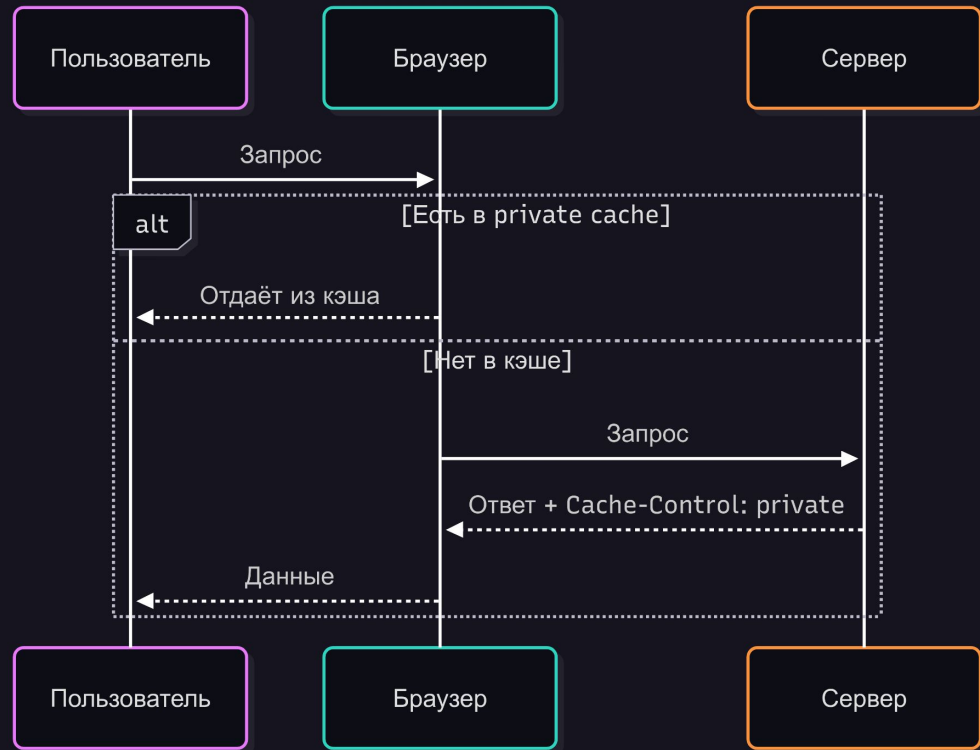 Пользователь
Браузер
Сервер
Запрос
alt
[Есть в private cache]
Отдаёт из кэша
[Нет в кэше]
Запрос
Ответ + Cache-Control: private
Данные
Пользователь
Браузер
Сервер